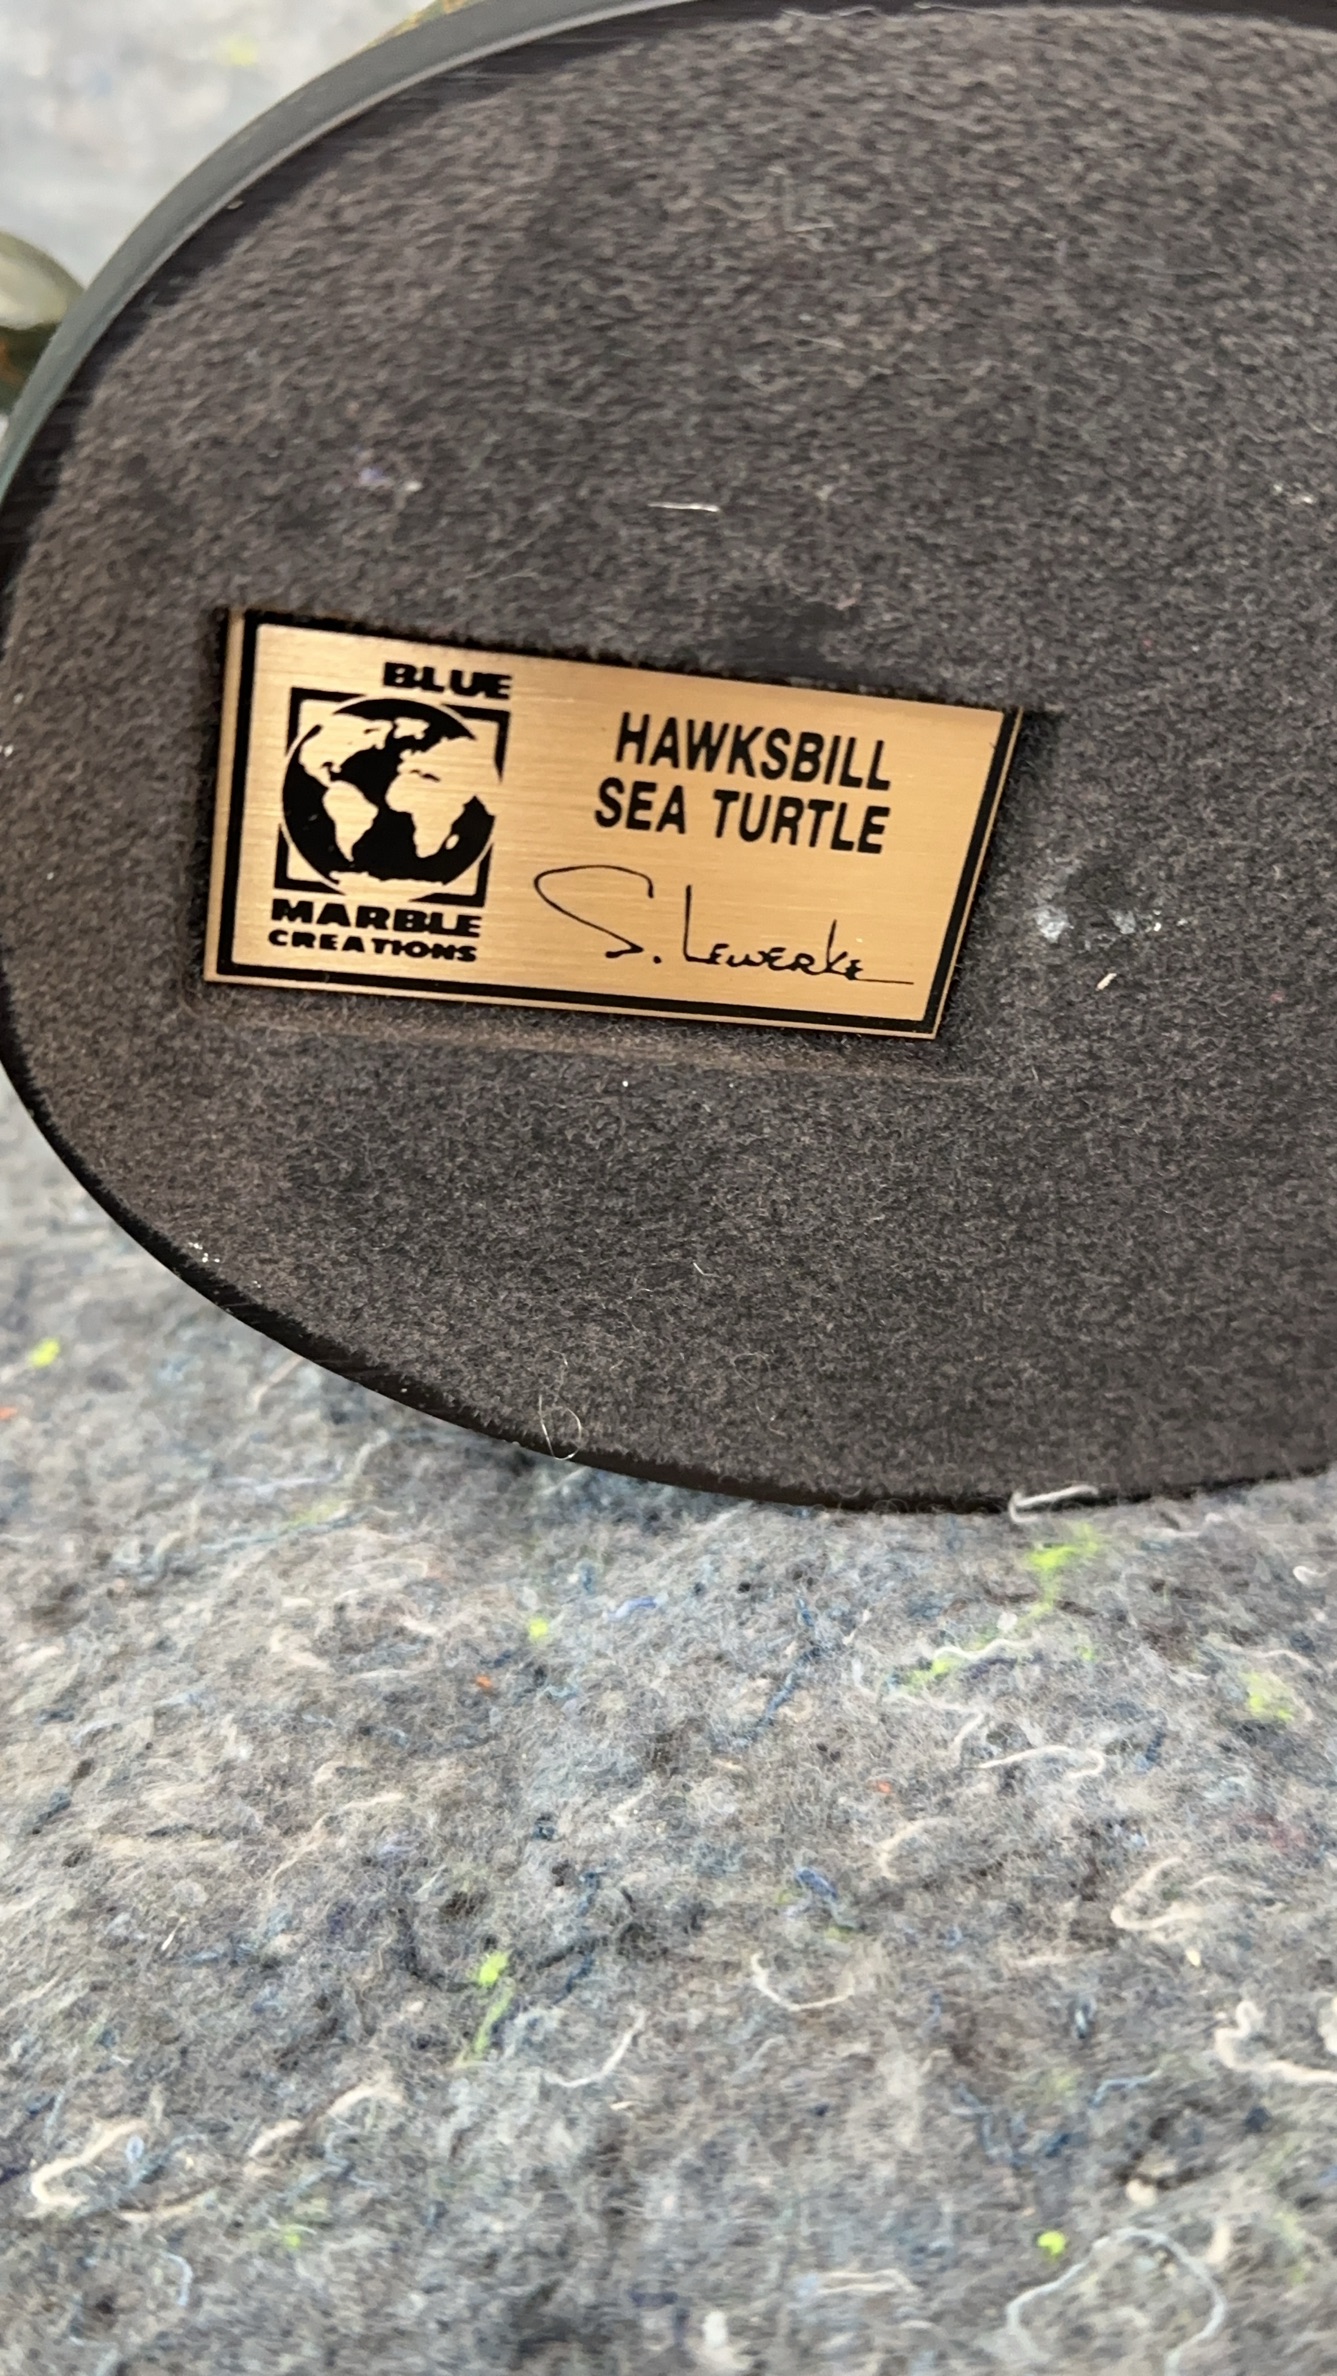 BLUE
MARBLE
CREATIONS
HAWKSBILL
SEA TURTLE
S. Lewerke